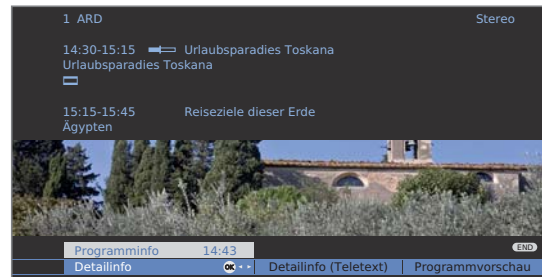 1 ARD Stereo
14:30-15:15 Urlaubsparadies Toskana
Urlaubsparadies Toskana
15:15-15:45 Reiseziele dieser Erde
Ägypten
END
Programminfo 14:43
Detailinfo OK Detailinfo (Teletext) Programmvorschau